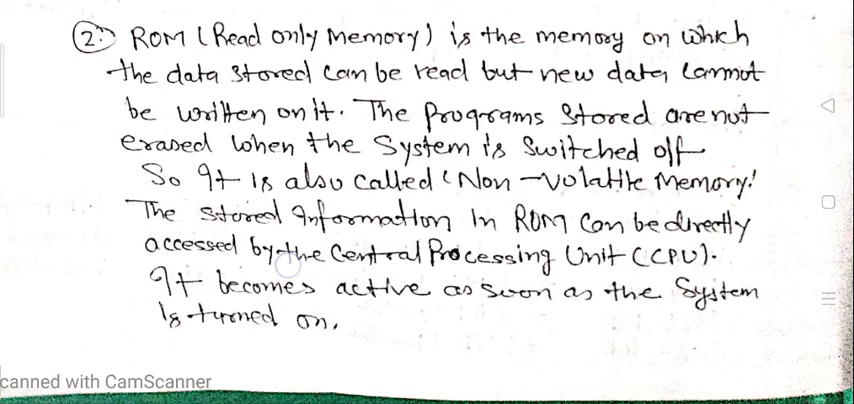 2. ROM (Read only Memory) is the memory on which
the data stored can be read but new data cannot
be written on it. The Programs Stored are not
erased when the System is Switched off
So It is also called 'Non-volatile Memory.'
The stored Information In ROM can be directly
accessed by the Central Processing Unit (CPU).
It becomes active as soon as the System
Is turned on.
canned with CamScanner